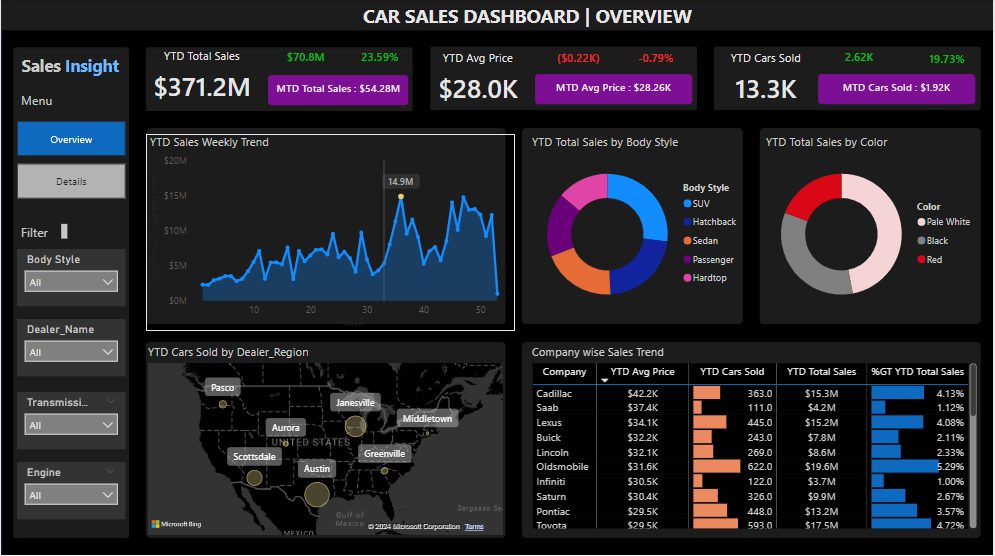 CAR SALES DASHBOARD | OVERVIEW
Sales Insight
Menu
Overview
Details
Filter
Body Style
All
Dealer_Name
All
Transmissi...
All
Engine
All
YTD Total Sales $70.8M 23.59%
$371.2M MTD Total Sales : $54.28M
YTD Avg Price ($0.22K) -0.79%
$28.0K MTD Avg Price : $28.26K
YTD Cars Sold 2.62K 19.73%
13.3K MTD Cars Sold : $1.92K
YTD Sales Weekly Trend
$20M
$15M
$10M
$5M
$0M
14.9M
10 20 30 40 50
YTD Total Sales by Body Style
Body Style
SUV
Hatchback
Sedan
Passenger
Hardtop
YTD Total Sales by Color
Color
Pale White
Black
Red
YTD Cars Sold by Dealer_Region
Pasco
Janesville
Middletown
Aurora
UNITED STATES
Scottsdale
Greenville
Austin
Gulf of
Mexico
Sargasso Se
MEXICO
Microsoft Bing
© 2024 Microsoft Corporation Terms
Company wise Sales Trend
Company YTD Avg Price YTD Cars Sold YTD Total Sales %GT YTD Total Sales
Cadillac $42.2K 363.0 $15.3M 4.13%
Saab $37.4K 111.0 $4.2M 1.12%
Lexus $34.1K 445.0 $15.2M 4.08%
Buick $32.2K 243.0 $7.8M 2.11%
Lincoln $32.1K 269.0 $8.6M 2.33%
Oldsmobile $31.6K 622.0 $19.6M 5.29%
Infiniti $30.5K 122.0 $3.7M 1.00%
Saturn $30.4K 326.0 $9.9M 2.67%
Pontiac $29.5K 448.0 $13.2M 3.57%
Toyota $29.5K 593.0 $17.5M 4.72%